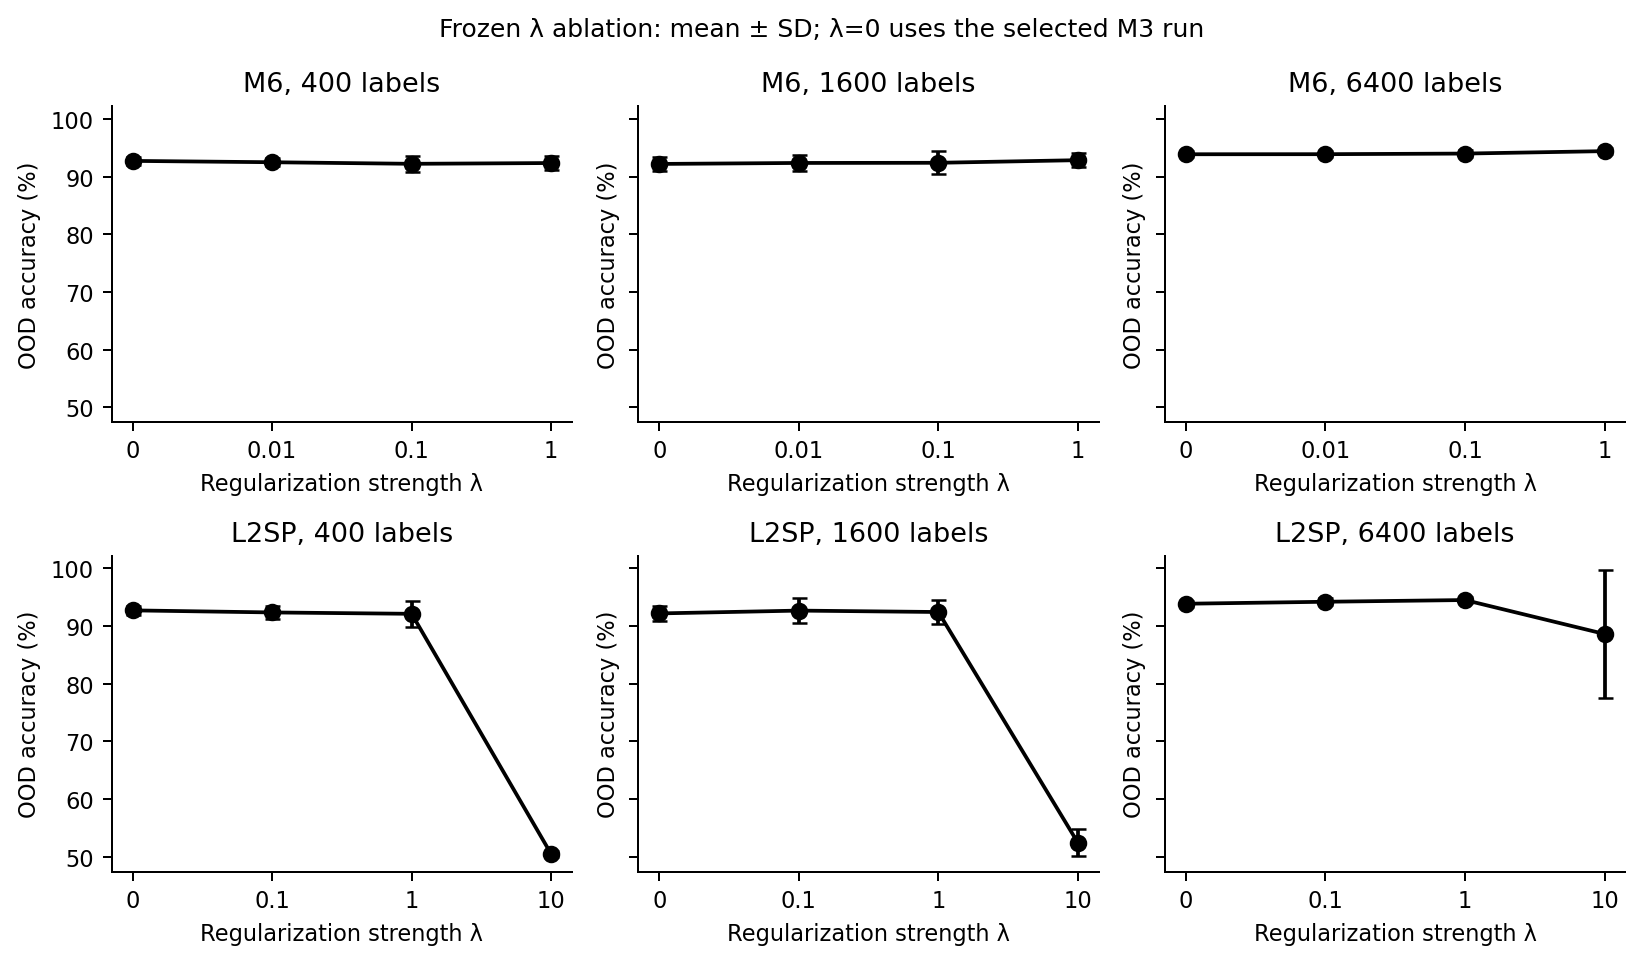 Frozen λ ablation: mean ± SD; λ=0 uses the selected M3 run
M6, 400 labels
OOD accuracy (%)
100
90
80
70
60
50
0 0.01 0.1 1
Regularization strength λ
M6, 1600 labels
OOD accuracy (%)
0 0.01 0.1 1
Regularization strength λ
M6, 6400 labels
OOD accuracy (%)
0 0.01 0.1 1
Regularization strength λ
L2SP, 400 labels
OOD accuracy (%)
100
90
80
70
60
50
0 0.1 1 10
Regularization strength λ
L2SP, 1600 labels
OOD accuracy (%)
0 0.1 1 10
Regularization strength λ
L2SP, 6400 labels
OOD accuracy (%)
0 0.1 1 10
Regularization strength λ